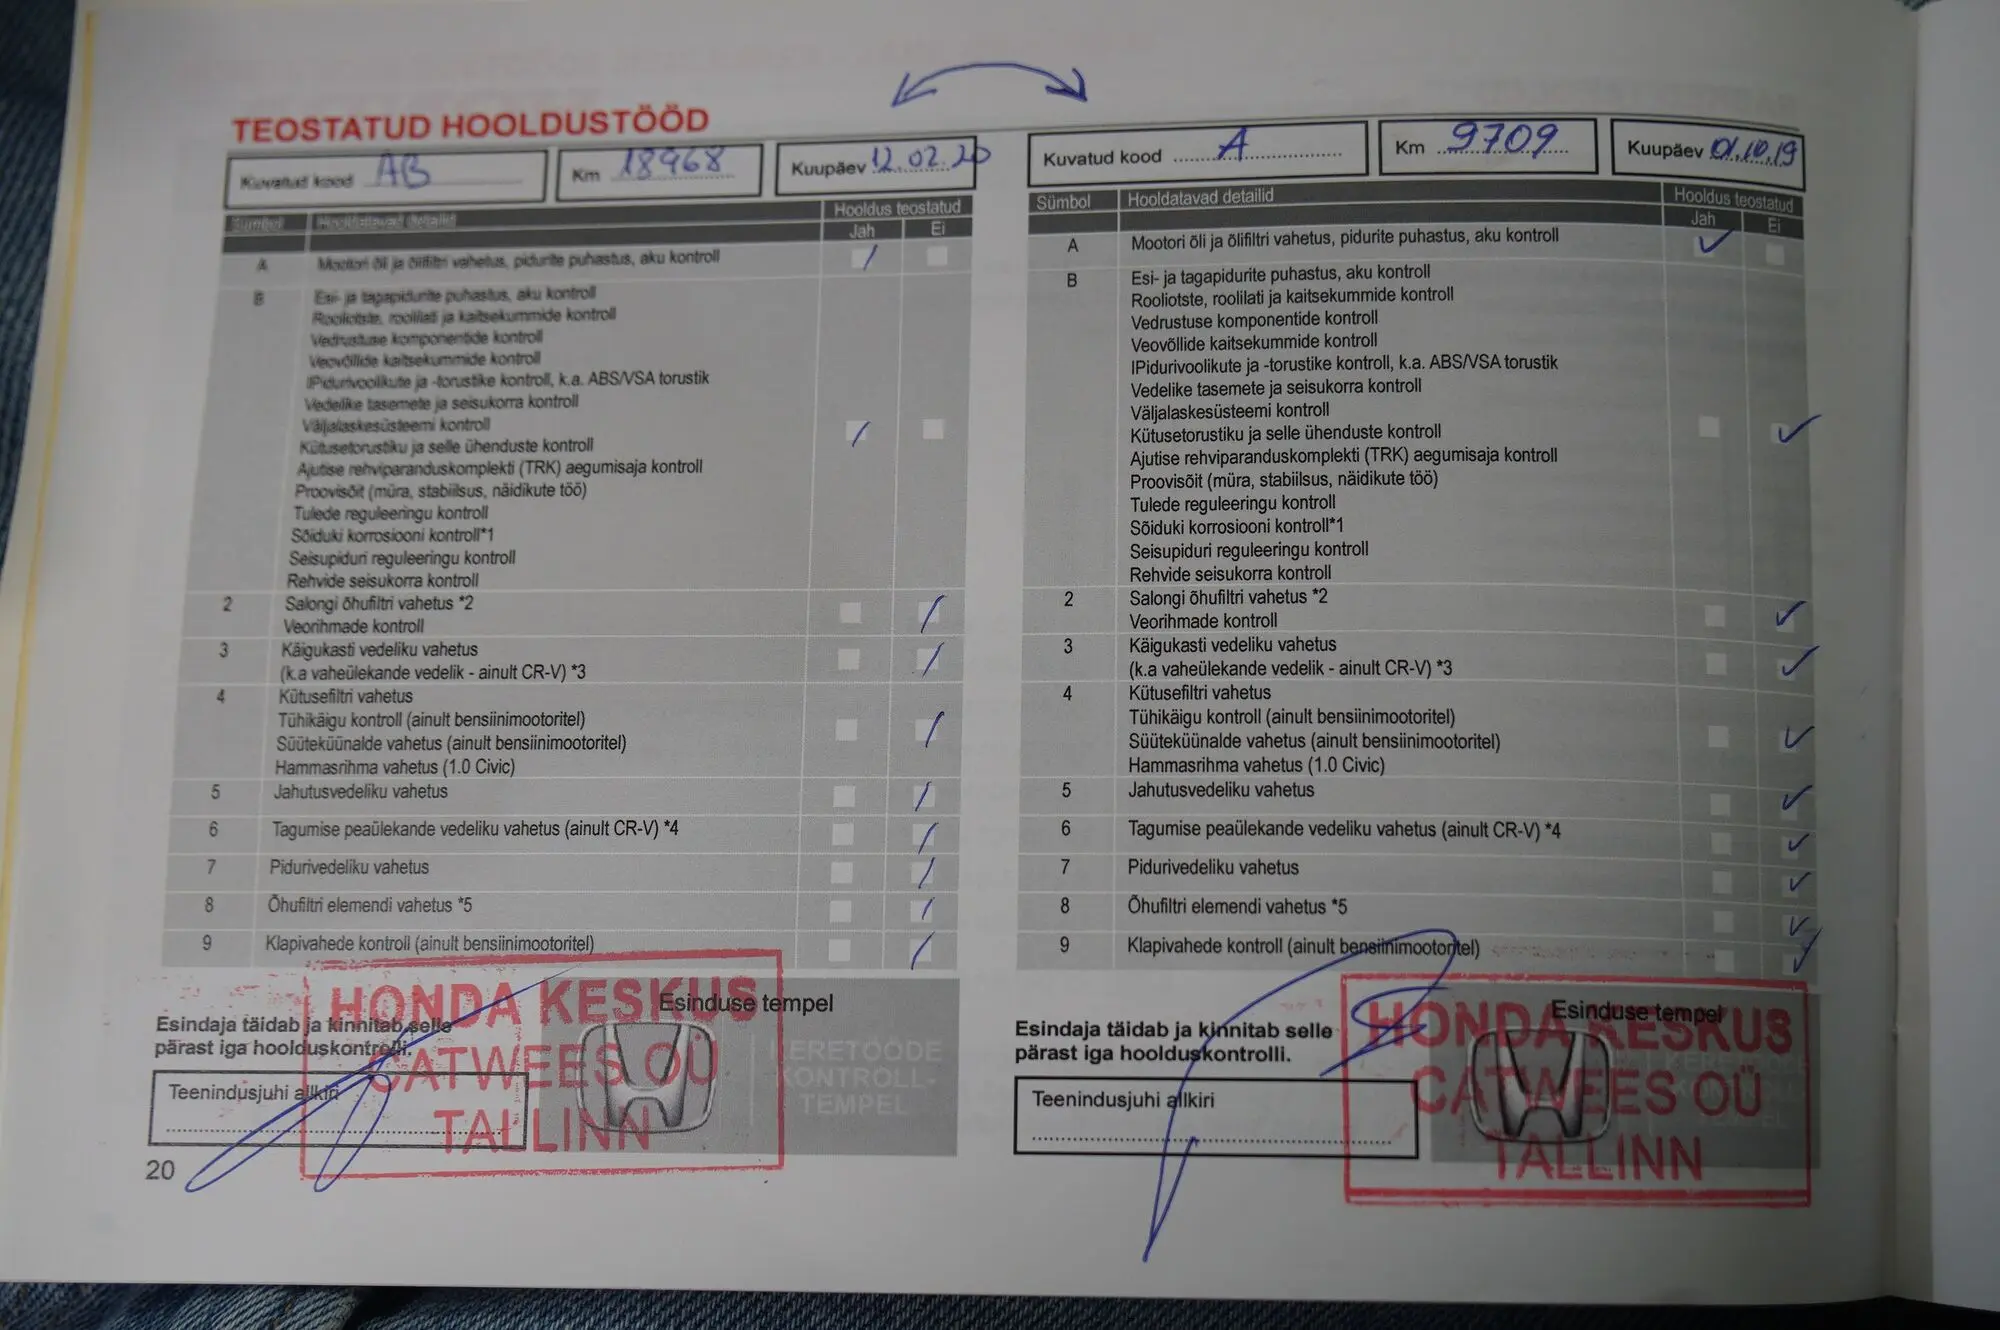 TEOSTATUD HOOLDUSTÖÖD
Kuvatud kood AB Km 18968 Kuupäev 12.02.20
Sümbol Hooldatavad detailid Hooldus teostatud
Jah Ei
A Mootori õli ja õlifiltri vahetus, pidurite puhastus, aku kontroll
B Esi- ja tagapidurite puhastus, aku kontroll
Rooliotste, roolilati ja kaitsekummide kontroll
Vedrustuse komponentide kontroll
Veovõllide kaitsekummide kontroll
IPidurivoolikute ja -torustike kontroll, k.a. ABS/VSA torustik
Vedelike tasemete ja seisukorra kontroll
Väljalaskesüsteemi kontroll
Kütusetorustiku ja selle ühenduste kontroll
Ajutise rehviparanduskomplekti (TRK) aegumisaja kontroll
Proovisõit (müra, stabiilsus, näidikute töö)
Tulede reguleeringu kontroll
Sõiduki korrosiooni kontroll*1
Seisupiduri reguleeringu kontroll
Rehvide seisukorra kontroll
2 Salongi õhufiltri vahetus *2
Veorihmade kontroll
3 Käigukasti vedeliku vahetus
(k.a vaheülekande vedelik - ainult CR-V) *3
4 Kütusefiltri vahetus
Tühikäigu kontroll (ainult bensiinimootoritel)
Süüteküünalde vahetus (ainult bensiinimootoritel)
Hammasrihma vahetus (1.0 Civic)
5 Jahutusvedeliku vahetus
6 Tagumise peaülekande vedeliku vahetus (ainult CR-V) *4
7 Pidurivedeliku vahetus
8 Õhufiltri elemendi vahetus *5
9 Klapivahede kontroll (ainult bensiinimootoritel)
Esinduse tempel
Esindaja täidab ja kinnitab selle
pärast iga hoolduskontrolli.
Teenindusjuhi allkiri
KERETÖÖDE
KONTROLL-
TEMPEL
HONDA KESKUS
CATWEES OÜ
TALLINN
20
Kuvatud kood A Km 9709 Kuupäev 01.10.19
Sümbol Hooldatavad detailid Hooldus teostatud
Jah Ei
A Mootori õli ja õlifiltri vahetus, pidurite puhastus, aku kontroll
B Esi- ja tagapidurite puhastus, aku kontroll
Rooliotste, roolilati ja kaitsekummide kontroll
Vedrustuse komponentide kontroll
Veovõllide kaitsekummide kontroll
IPidurivoolikute ja -torustike kontroll, k.a. ABS/VSA torustik
Vedelike tasemete ja seisukorra kontroll
Väljalaskesüsteemi kontroll
Kütusetorustiku ja selle ühenduste kontroll
Ajutise rehviparanduskomplekti (TRK) aegumisaja kontroll
Proovisõit (müra, stabiilsus, näidikute töö)
Tulede reguleeringu kontroll
Sõiduki korrosiooni kontroll*1
Seisupiduri reguleeringu kontroll
Rehvide seisukorra kontroll
2 Salongi õhufiltri vahetus *2
Veorihmade kontroll
3 Käigukasti vedeliku vahetus
(k.a vaheülekande vedelik - ainult CR-V) *3
4 Kütusefiltri vahetus
Tühikäigu kontroll (ainult bensiinimootoritel)
Süüteküünalde vahetus (ainult bensiinimootoritel)
Hammasrihma vahetus (1.0 Civic)
5 Jahutusvedeliku vahetus
6 Tagumise peaülekande vedeliku vahetus (ainult CR-V) *4
7 Pidurivedeliku vahetus
8 Õhufiltri elemendi vahetus *5
9 Klapivahede kontroll (ainult bensiinimootoritel)
Esinduse tempel
Esindaja täidab ja kinnitab selle
pärast iga hoolduskontrolli.
Teenindusjuhi allkiri
KERETÖÖDE
KONTROLL-
TEMPEL
HONDA KESKUS
CATWEES OÜ
TALLINN